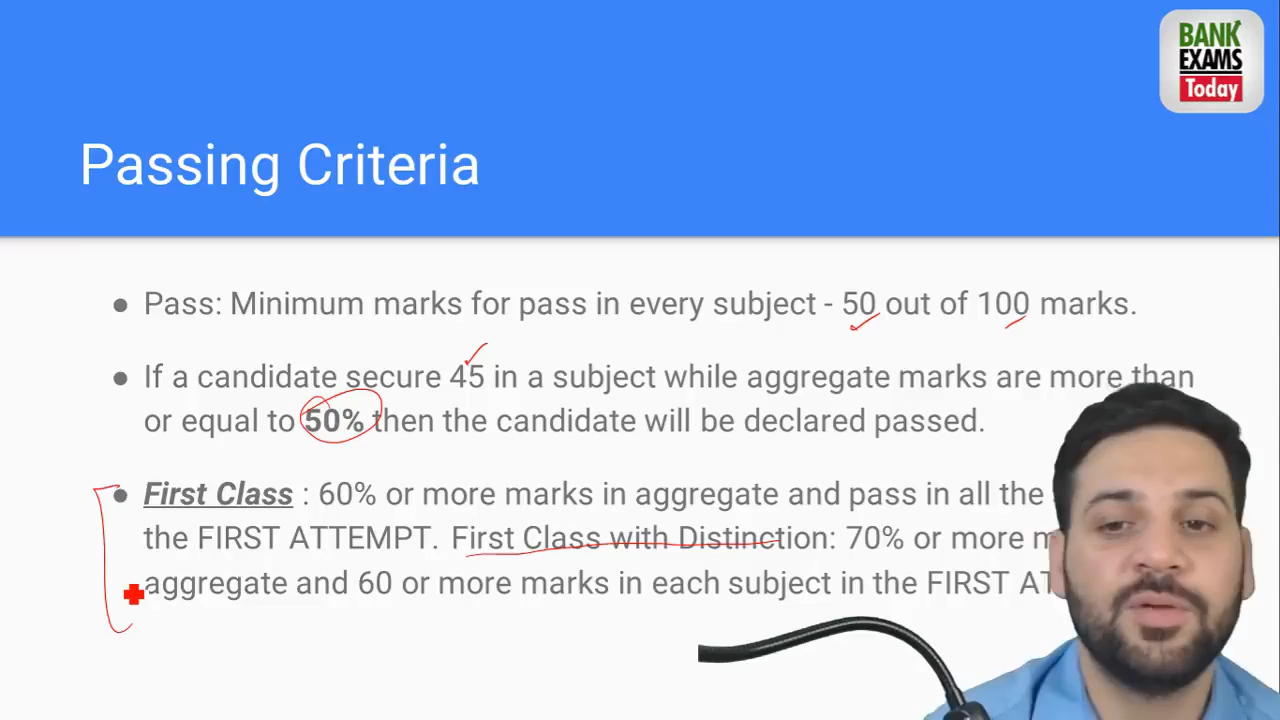 BANK
EXAMS
Today
Passing Criteria
● Pass: Minimum marks for pass in every subject - 50 out of 100 marks.
● If a candidate secure 45 in a subject while aggregate marks are more than
or equal to 50% then the candidate will be declared passed.
● First Class : 60% or more marks in aggregate and pass in all the
the FIRST ATTEMPT. First Class with Distinction: 70% or more
aggregate and 60 or more marks in each subject in the FIRST